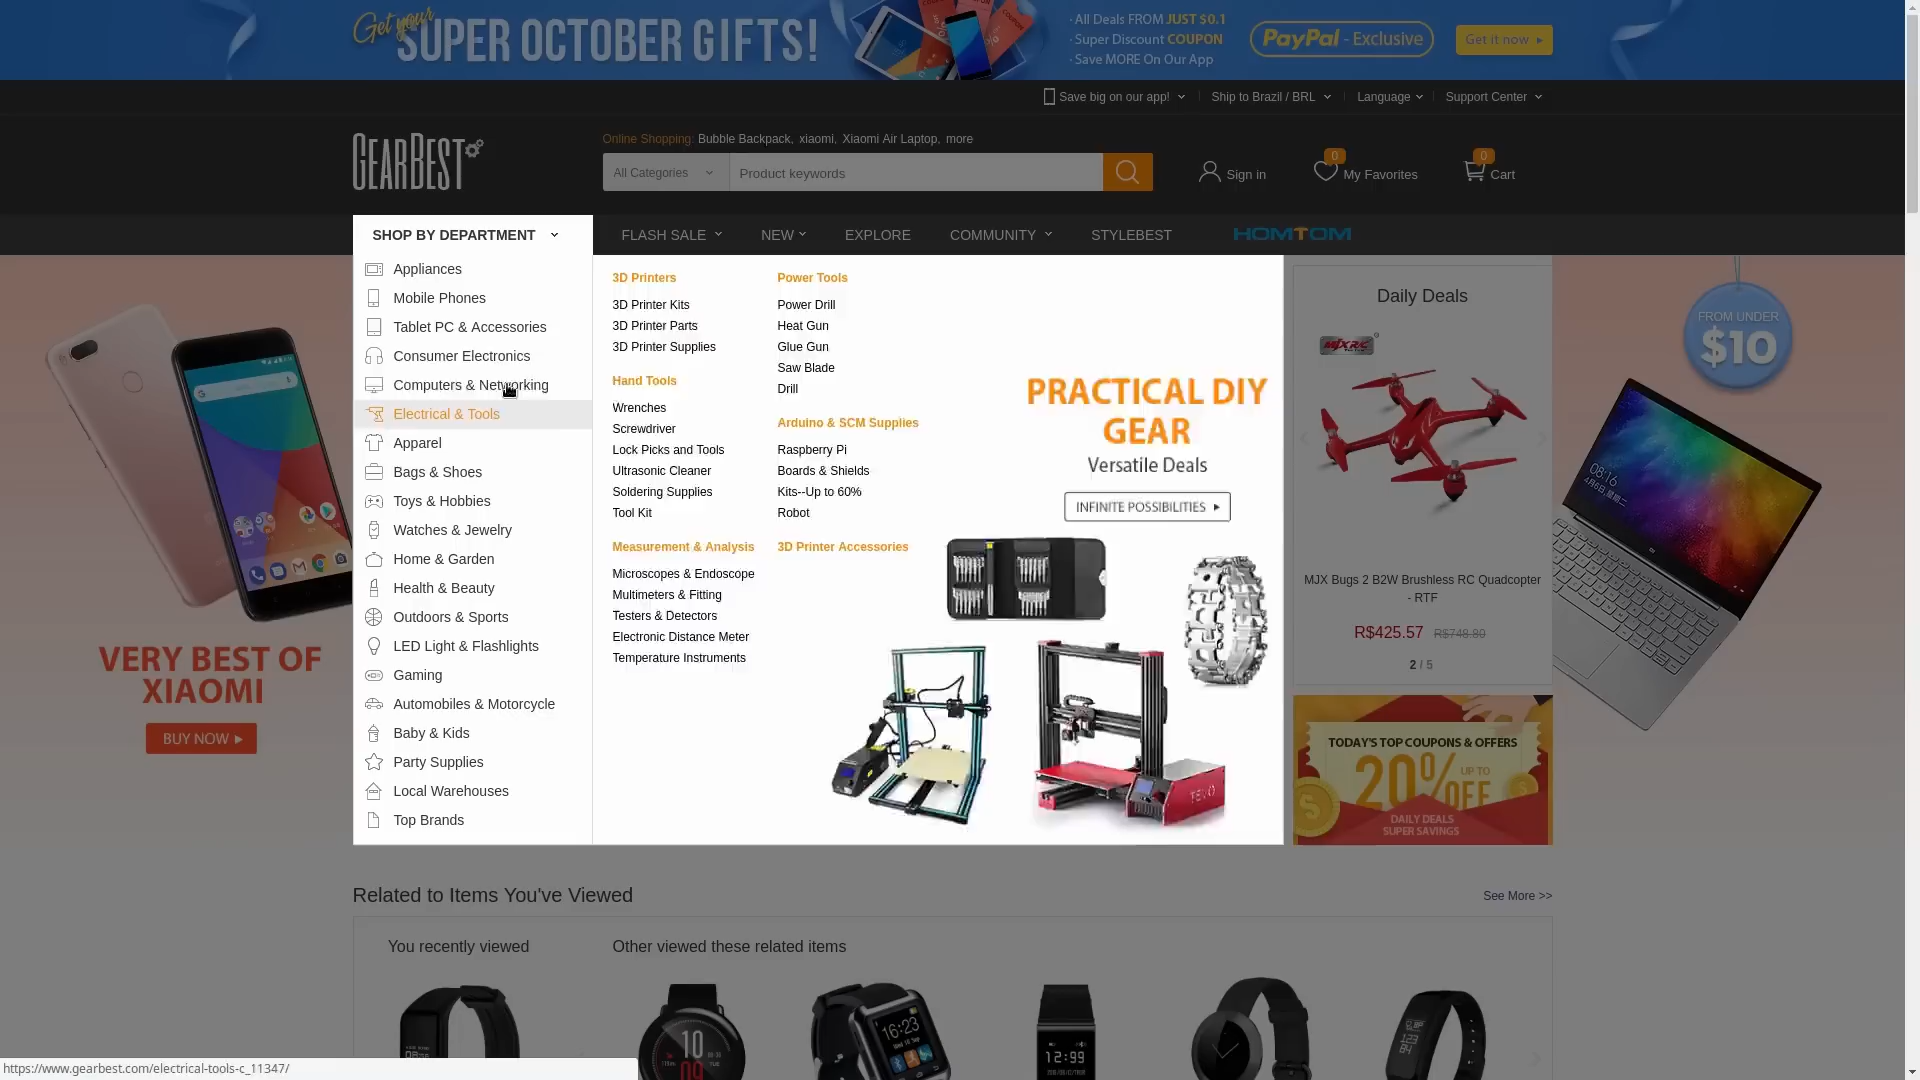 Get your
SUPER OCTOBER GIFTS!
· All Deals FROM JUST $0.1
· Super Discount COUPON
· Save MORE On Our App
PayPal - Exclusive
Get it now
Save big on our app!
Ship to Brazil / BRL
Language
Support Center
GEARBEST
Online Shopping: Bubble Backpack, xiaomi, Xiaomi Air Laptop, more
All Categories
Product keywords
Sign in
0
My Favorites
0
Cart
SHOP BY DEPARTMENT
FLASH SALE
NEW
EXPLORE
COMMUNITY
STYLEBEST
HOMTOM
Appliances
Mobile Phones
Tablet PC & Accessories
Consumer Electronics
Computers & Networking
Electrical & Tools
Apparel
Bags & Shoes
Toys & Hobbies
Watches & Jewelry
Home & Garden
Health & Beauty
Outdoors & Sports
LED Light & Flashlights
Gaming
Automobiles & Motorcycle
Baby & Kids
Party Supplies
Local Warehouses
Top Brands
3D Printers
3D Printer Kits
3D Printer Parts
3D Printer Supplies
Hand Tools
Wrenches
Screwdriver
Lock Picks and Tools
Ultrasonic Cleaner
Soldering Supplies
Tool Kit
Measurement & Analysis
Microscopes & Endoscope
Multimeters & Fitting
Testers & Detectors
Electronic Distance Meter
Temperature Instruments
Power Tools
Power Drill
Heat Gun
Glue Gun
Saw Blade
Drill
Arduino & SCM Supplies
Raspberry Pi
Boards & Shields
Kits--Up to 60%
Robot
3D Printer Accessories
PRACTICAL DIY
GEAR
Versatile Deals
INFINITE POSSIBILITIES
TEVO
Daily Deals
MJXRC
MJX Bugs 2 B2W Brushless RC Quadcopter
- RTF
R$425.57 R$748.80
2 / 5
TODAY'S TOP COUPONS & OFFERS
20% UP TO
OFF
DAILY DEALS
SUPER SAVINGS
VERY BEST OF
XIAOMI
BUY NOW
FROM UNDER
$10
08:16
Related to Items You've Viewed
See More >>
You recently viewed
Other viewed these related items
10
09
16:23
12:99
https://www.gearbest.com/electrical-tools-c_11347/